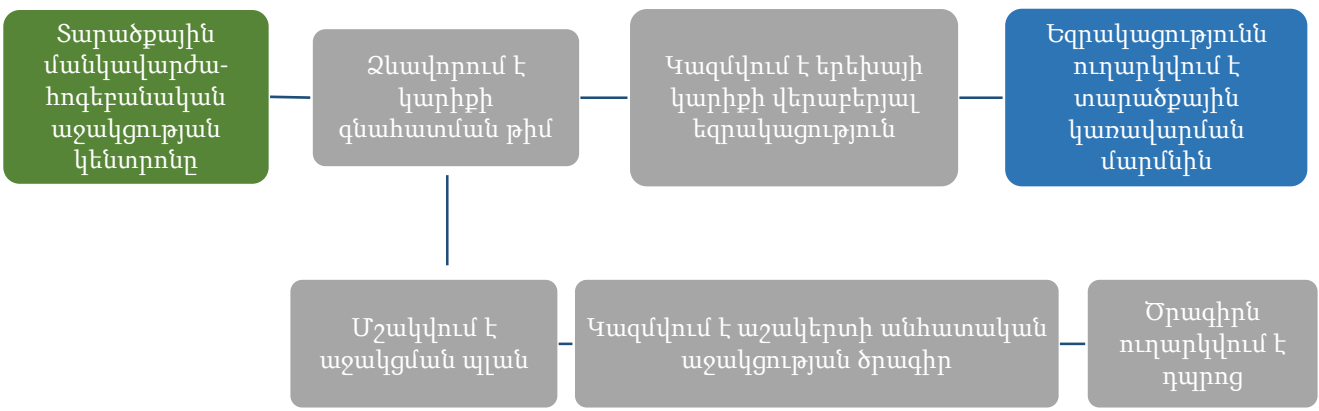 Տարածքային
մանկավարժա-
հոգեբանական
աջակցության
կենտրոնը
Ձևավորում է
կարիքի
գնահատման թիմ
Կազմվում է երեխայի
կարիքի վերաբերյալ
եզրակացություն
Եզրակացությունն
ուղարկվում է
տարածքային
կառավարման
մարմնին
Մշակվում է
աջակցման պլան
Կազմվում է աշակերտի անհատական
աջակցության ծրագիր
Ծրագիրն
ուղարկվում է
դպրոց